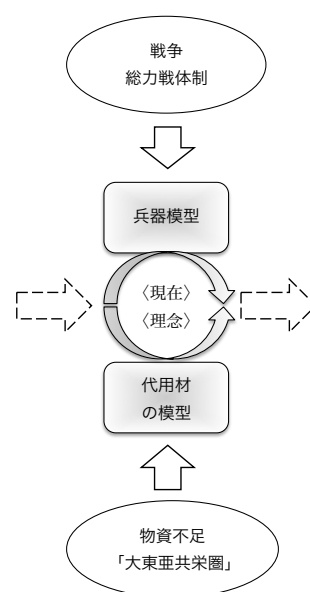 戦争
総力戦体制
兵器模型
〈現在〉
〈理念〉
代用材
の模型
物資不足
「大東亜共栄圏」